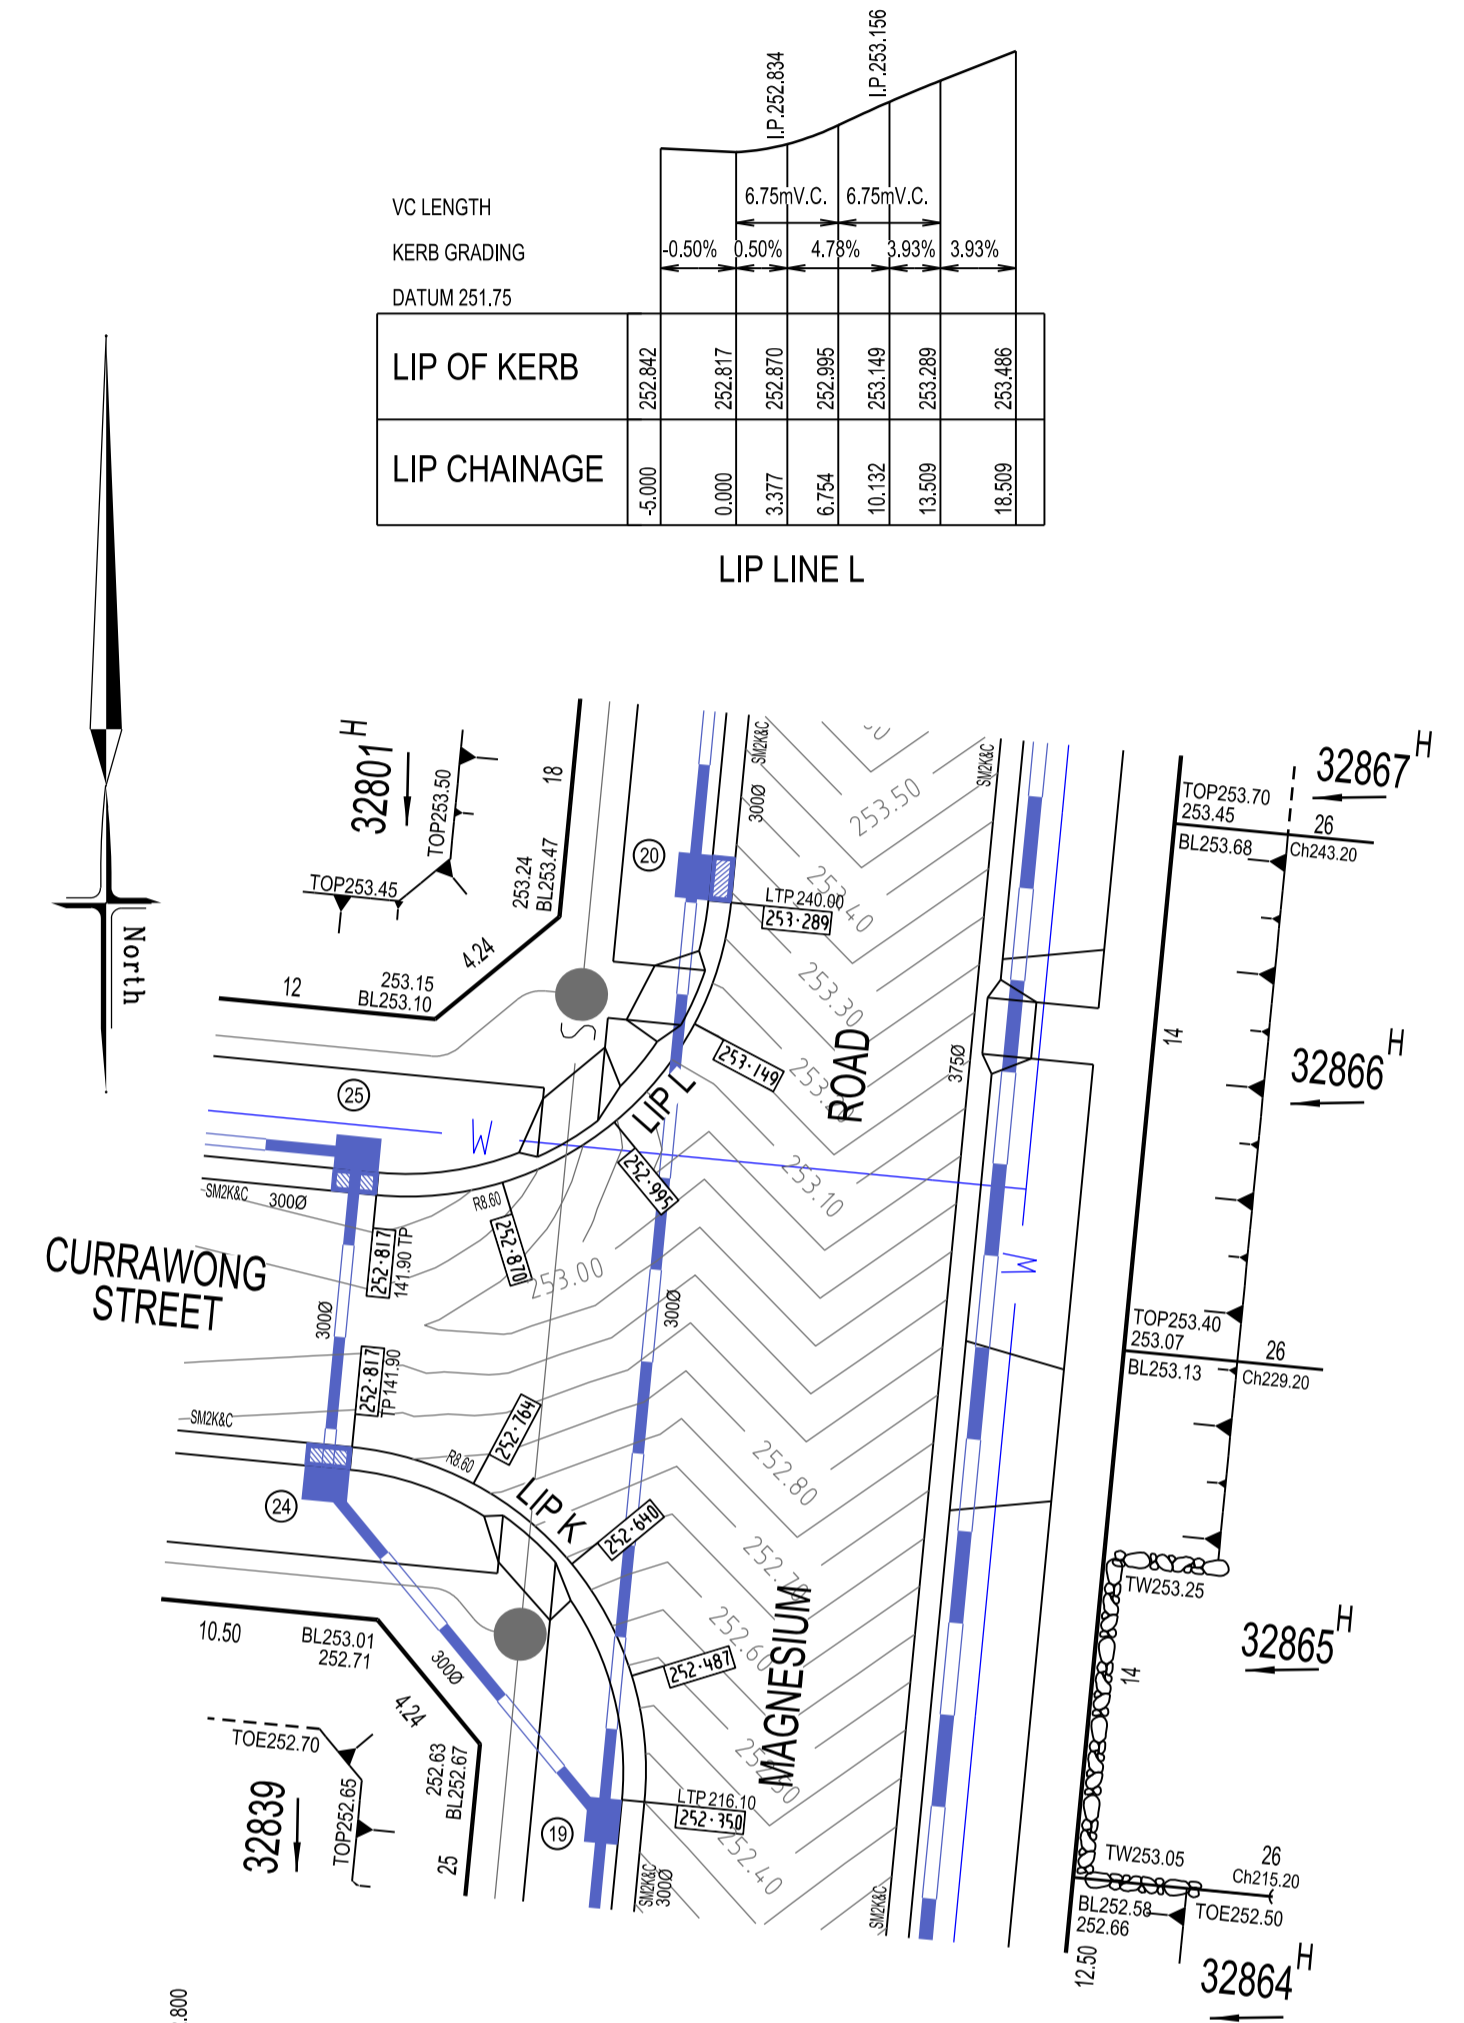 I.P.252.834
I.P.253.156
VC LENGTH
6.75mV.C.
6.75mV.C.
KERB GRADING
-0.50%
0.50%
4.78%
3.93%
3.93%
DATUM 251.75
LIP OF KERB
252.842
252.817
252.870
252.995
253.149
253.289
253.486
LIP CHAINAGE
-5.000
0.000
3.377
6.754
10.132
13.509
18.509
LIP LINE L
North
32801 H
TOP253.50
TOP253.45
18
253.24
BL253.47
4.24
12
253.15
BL253.10
20
SM2K&C
300Ø
253.50
SM2K&C
32867 H
TOP253.70
253.45
26
BL253.68
Ch243.20
LTP 240.00
253.289
253.40
253.30
S
253.149
ROAD
375Ø
14
32866 H
25
LIP L
W
252.995
253.10
SM2K&C
300Ø
R8.60
252.870
253.00
252.817
141.90 TP
CURRAWONG
STREET
300Ø
300Ø
W
TOP253.40
253.07
26
BL253.13
Ch229.20
252.817
TP141.90
SM2K&C
R8.60
252.764
LIP K
252.640
252.80
24
TW253.25
252.60
MAGNESIUM
252.487
32865 H
14
10.50
BL253.01
252.71
300Ø
4.24
TOE252.70
32839
TOP252.65
252.63
BL252.67
25
19
LTP 216.10
252.350
252.40
SM2K&C
300Ø
SM2K&C
TW253.05
26
Ch215.20
BL252.58
252.66
TOE252.50
12.50
32864 H
.800